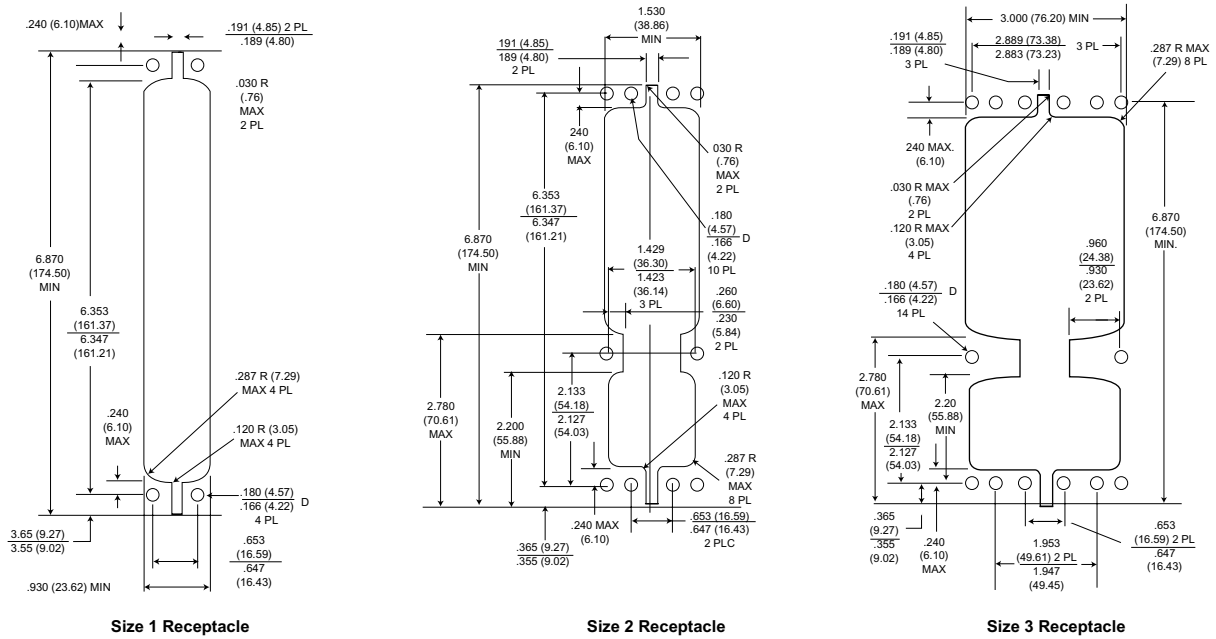 .240 (6.10)MAX
.191 (4.85) 2 PL
.189 (4.80)
.030 R
(.76)
MAX
2 PL
6.870
(174.50)
MIN
6.353
(161.37)
6.347
(161.21)
.287 R (7.29)
MAX 4 PL
.240
(6.10)
MAX
.120 R (3.05)
MAX 4 PL
.180 (4.57)
.166 (4.22)
D
4 PL
3.65 (9.27)
3.55 (9.02)
.653
(16.59)
.647
(16.43)
.930 (23.62) MIN
Size 1 Receptacle
1.530
(38.86)
MIN
.191 (4.85)
.189 (4.80)
2 PL
240
(6.10)
MAX
030 R
(.76)
MAX
2 PL
6.353
(161.37)
6.347
(161.21)
6.870
(174.50)
MIN
.180
(4.57)
.166
(4.22)
D
10 PL
1.429
(36.30)
1.423
(36.14)
3 PL
.260
(6.60)
.230
(5.84)
2 PL
2.780
(70.61)
MAX
2.200
(55.88)
MIN
2.133
(54.18)
2.127
(54.03)
.120 R
(3.05)
MAX
4 PL
.287 R
(7.29)
MAX
8 PL
.240 MAX
(6.10)
.653 (16.59)
.647 (16.43)
2 PLC
.365 (9.27)
.355 (9.02)
Size 2 Receptacle
3.000 (76.20) MIN
.191 (4.85)
.189 (4.80)
3 PL
2.889 (73.38)
2.883 (73.23)
3 PL
.287 R MAX
(7.29) 8 PL
240 MAX.
(6.10)
.030 R MAX
(.76)
2 PL
.120 R MAX
(3.05)
4 PL
6.870
(174.50)
MIN.
.960
(24.38)
.930
(23.62)
2 PL
.180 (4.57)
.166 (4.22)
D
14 PL
2.780
(70.61)
MAX
2.133
(54.18)
2.127
(54.03)
2.20
(55.88)
MIN
.365
(9.27)
.355
(9.02)
.240
(6.10)
MAX
1.953
(49.61) 2 PL
1.947
(49.45)
.653
(16.59) 2 PL
.647
(16.43)
Size 3 Receptacle